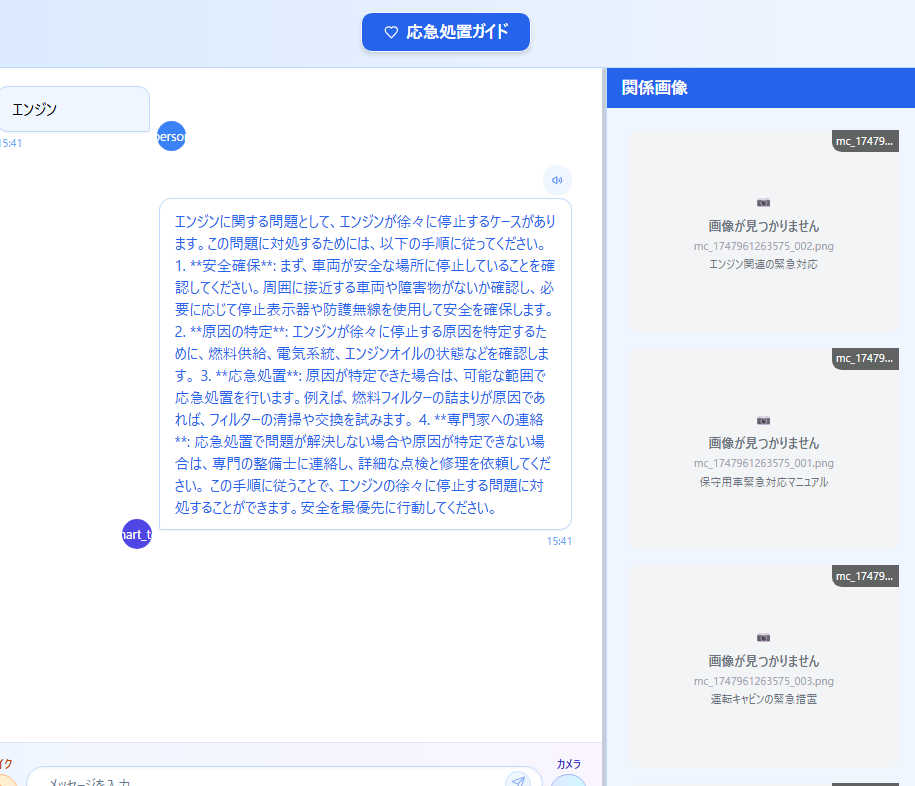 応急処置ガイド
エンジン
15:41
person
エンジンに関する問題として、エンジンが徐々に停止するケースがあり
ます。この問題に対処するためには、以下の手順に従ってください。
1. **安全確保**: まず、車両が安全な場所に停止していることを確
認してください。周囲に接近する車両や障害物がないか確認し、必
要に応じて停止表示器や防護無線を使用して安全を確保します。
2. **原因の特定**: エンジンが徐々に停止する原因を特定するた
めに、燃料供給、電気系統、エンジンオイルの状態などを確認しま
す。 3. **応急処置**: 原因が特定できた場合は、可能な範囲で
応急処置を行います。例えば、燃料フィルターの詰まりが原因であ
れば、フィルターの清掃や交換を試みます。 4. **専門家への連絡
**: 応急処置で問題が解決しない場合や原因が特定できない場
合は、専門の整備士に連絡し、詳細な点検と修理を依頼してくだ
さい。 この手順に従うことで、エンジンの徐々に停止する問題に対
処することができます。安全を最優先に行動してください。
art_t
15:41
イク
メッセージを入力
カメラ
関係画像
mc_17479...
画像が見つかりません
mc_1747961263575_002.png
エンジン関連の緊急対応
mc_17479...
画像が見つかりません
mc_1747961263575_001.png
保守用車緊急対応マニュアル
mc_17479...
画像が見つかりません
mc_1747961263575_003.png
運転キャビンの緊急措置